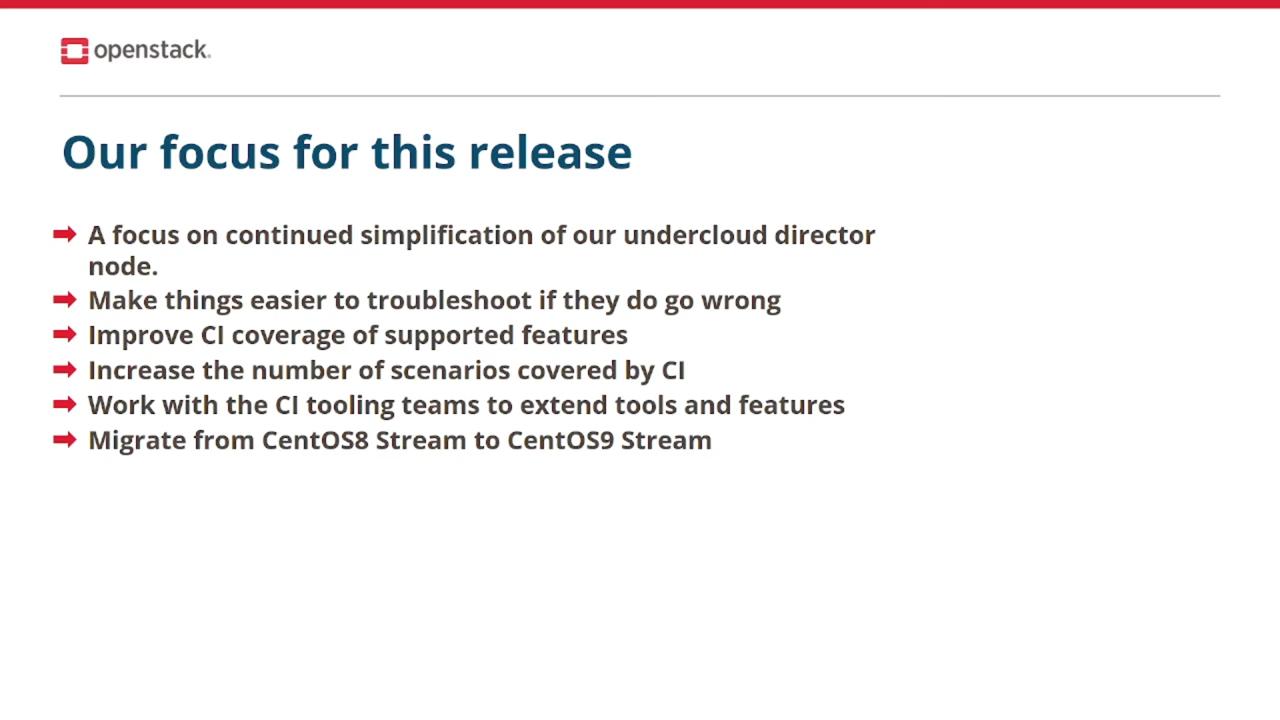 openstack.
Our focus for this release
A focus on continued simplification of our undercloud director
node.
Make things easier to troubleshoot if they do go wrong
Improve CI coverage of supported features
Increase the number of scenarios covered by CI
Work with the CI tooling teams to extend tools and features
Migrate from CentOS8 Stream to CentOS9 Stream